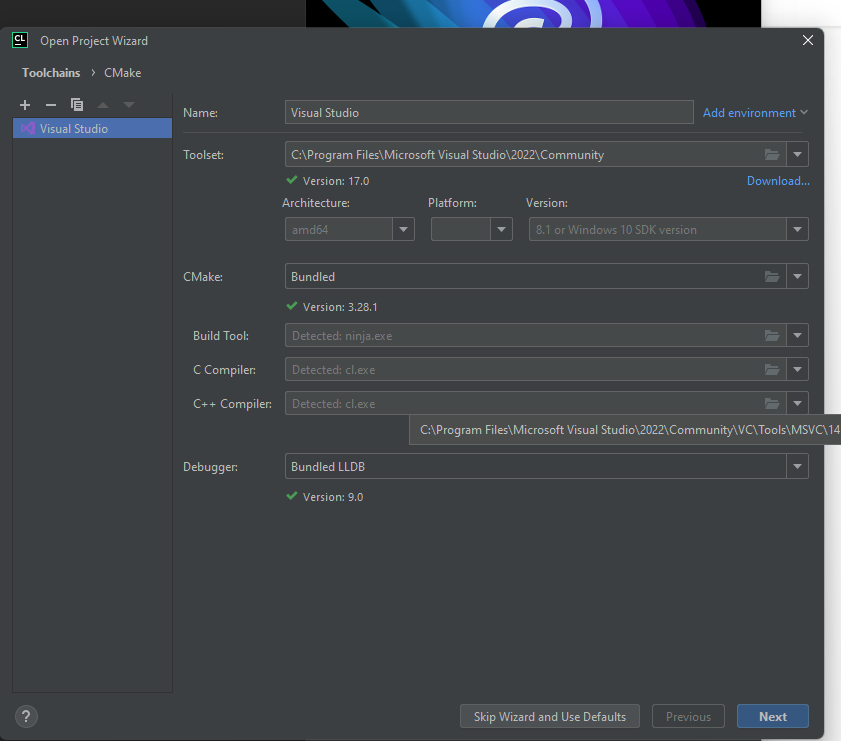 CL Open Project Wizard
Toolchains › CMake
Visual Studio
Name: Visual Studio Add environment
Toolset: C:\Program Files\Microsoft Visual Studio\2022\Community
Version: 17.0 Download...
Architecture: Platform: Version:
amd64 8.1 or Windows 10 SDK version
CMake: Bundled
Version: 3.28.1
Build Tool: Detected: ninja.exe
C Compiler: Detected: cl.exe
C++ Compiler: Detected: cl.exe
C:\Program Files\Microsoft Visual Studio\2022\Community\VC\Tools\MSVC\14
Debugger: Bundled LLDB
Version: 9.0
? Skip Wizard and Use Defaults Previous Next